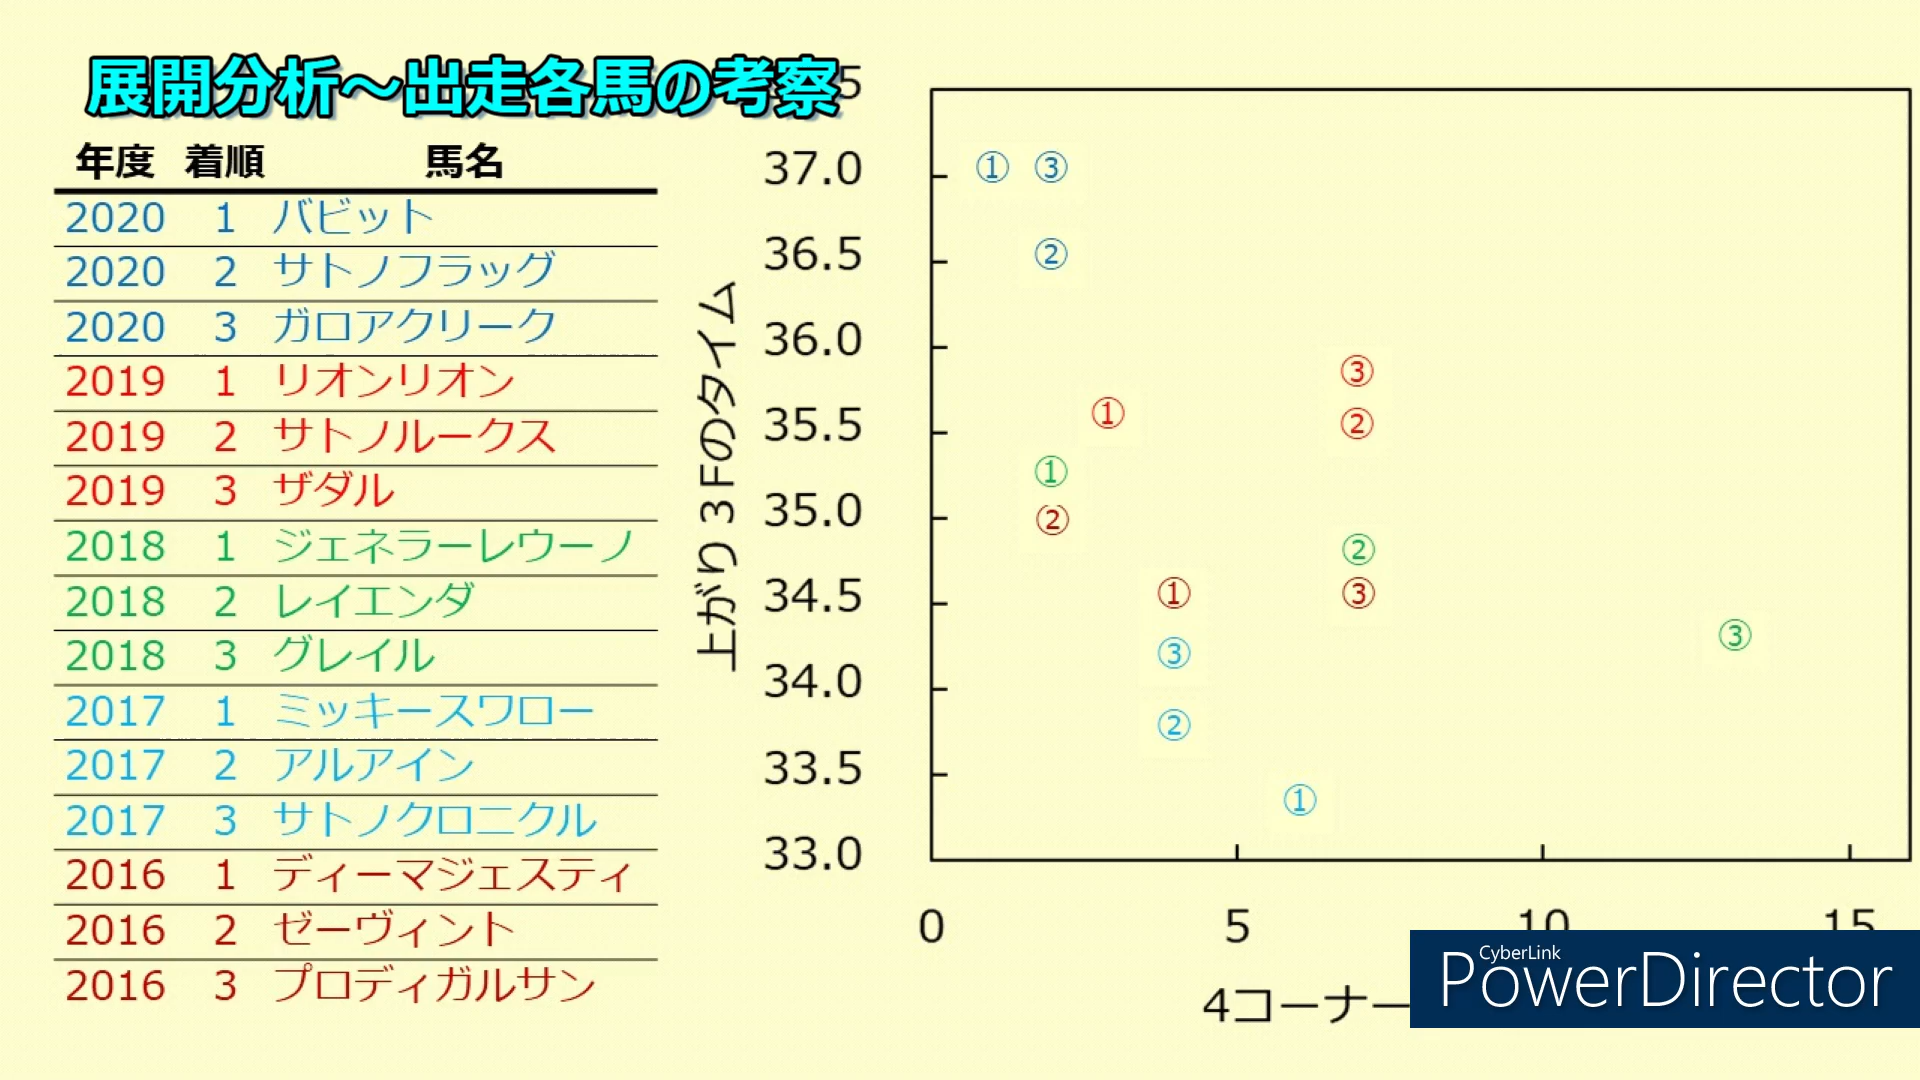 展開分析～出走各馬の考察
年度 着順 馬名
2020 1 バビット
2020 2 サトノフラッグ
2020 3 ガロアクリーク
2019 1 リオンリオン
2019 2 サトノルークス
2019 3 ザダル
2018 1 ジェネラーレウーノ
2018 2 レイエンダ
2018 3 グレイル
2017 1 ミッキースワロー
2017 2 アルアイン
2017 3 サトノクロニクル
2016 1 ディーマジェスティ
2016 2 ゼーヴィント
2016 3 プロディガルサン
上がり３Fのタイム
5
37.0
36.5
36.0
35.5
35.0
34.5
34.0
33.5
33.0
① ③
②
③
①
②
①
②
②
① ③
③
③
②
①
0 5 10 15
4コーナー
CyberLink
PowerDirector